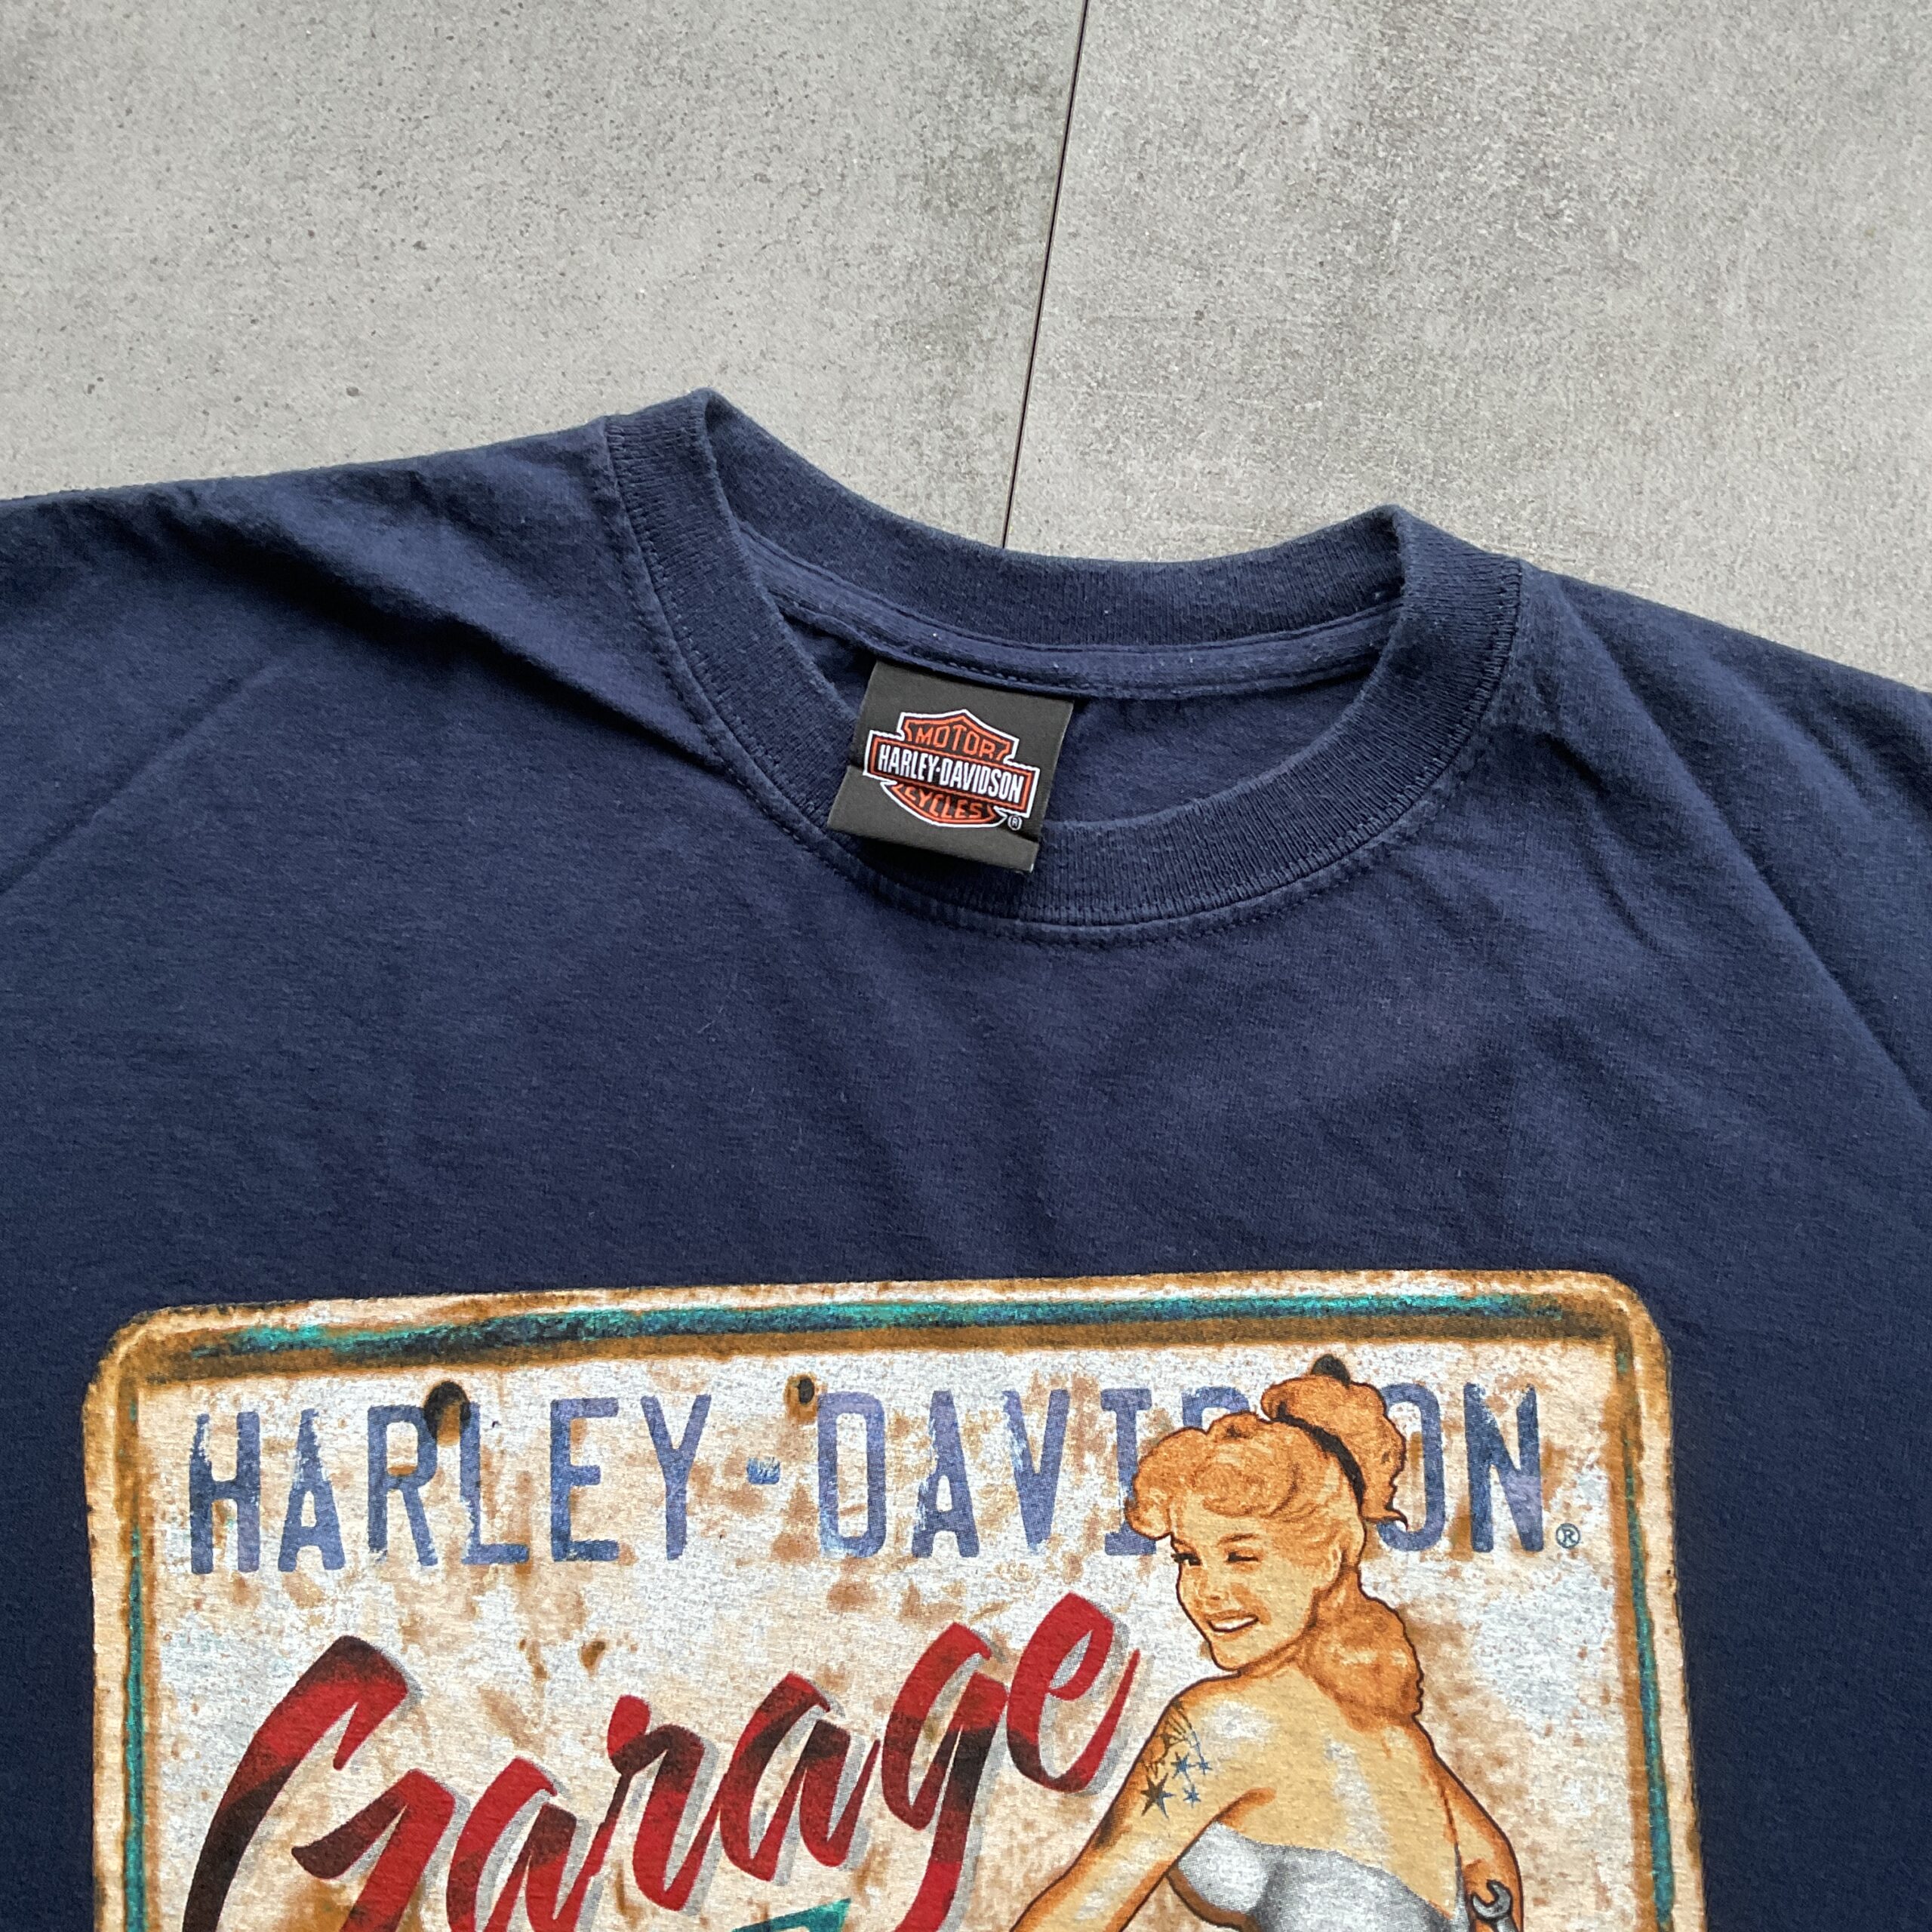 MOTOR
HARLEY-DAVIDSON
CYCLES
®
HARLEY-DAVIDSON®
Garage